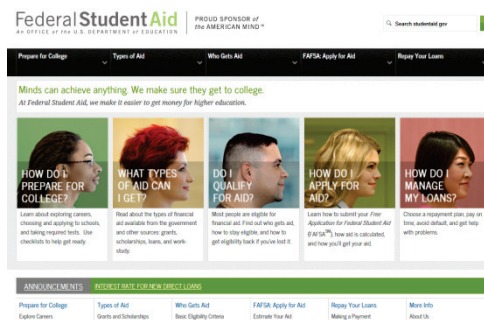 Federal Student Aid
An OFFICE of the U.S. DEPARTMENT of EDUCATION
PROUD SPONSOR of
the AMERICAN MIND
Search studentaid.gov
Prepare for College
Types of Aid
Who Gets Aid
FAFSA: Apply for Aid
Repay Your Loans
Minds can achieve anything. We make sure they get to college.
At Federal Student Aid, we make it easier to get money for higher education.
HOW DO I
PREPARE FOR
COLLEGE?
Learn about exploring careers,
choosing and applying to schools,
and taking required tests. Use
checklists to help get ready
WHAT TYPES
OF AID CAN
I GET?
Read about the types of financial
aid available from the government
and other sources: grants,
scholarships, loans, and work-
study.
DO I
QUALIFY
FOR AID?
Most people are eligible for
financial aid. Find out who gets aid,
how to stay eligible, and how to
get eligibility back if you've lost it
HOW DO I
APPLY FOR
AID?
Learn how to submit your Free
Application for Federal Student Aid
(FAFSA℠), how aid is calculated,
and how you'll get your aid.
HOW DO I
MANAGE
MY LOANS?
Choose a repayment plan, pay on
time, avoid default, and get help
with problems.
ANNOUNCEMENTS
INTEREST RATE FOR NEW DIRECT LOANS
Prepare for College
Types of Aid
Who Gets Aid
FAFSA: Apply for Aid
Repay Your Loans
More Info
Explore Careers
Grants and Scholarships
Basic Eligibility Criteria
Estimate Your Aid
Making a Payment
About Us